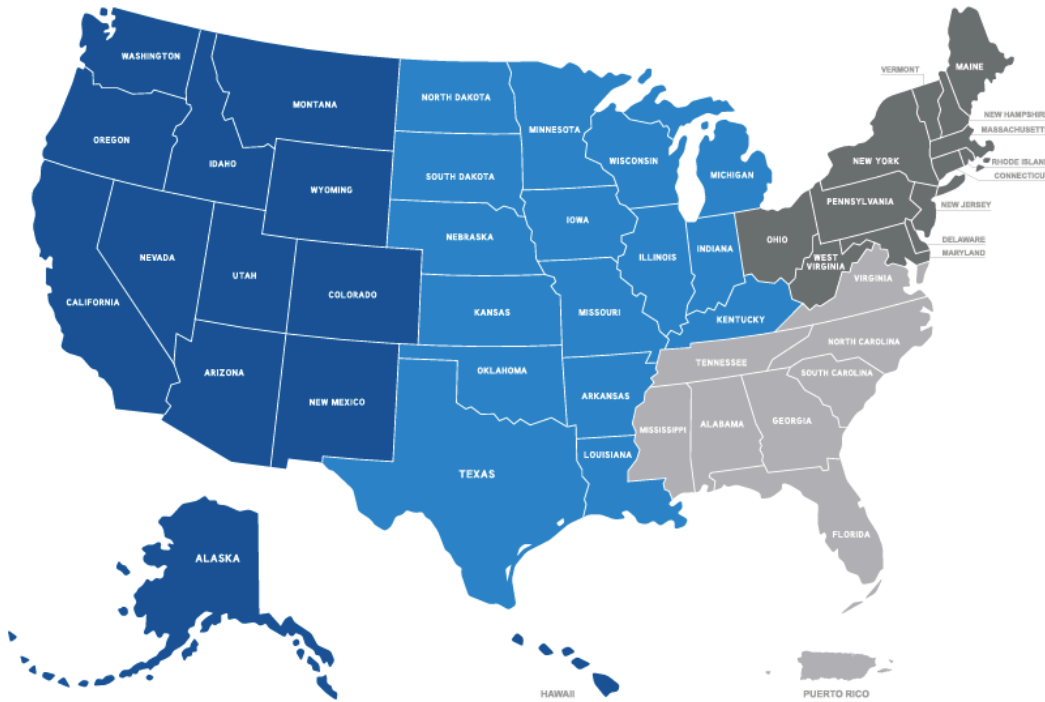 WASHINGTON
MONTANA
NORTH DAKOTA
MINNESOTA
VERMONT
MAINE
NEW HAMPSHIR
MASSACHUSETT
OREGON
IDAHO
WYOMING
SOUTH DAKOTA
WISCONSIN
MICHIGAN
NEW YORK
RHODE ISLAN
CONNECTICU
PENNSYLVANIA
NEW JERSEY
NEVADA
UTAH
COLORADO
NEBRASKA
IOWA
ILLINOIS
INDIANA
OHIO
WEST
VIRGINIA
DELAWARE
MARYLAND
VIRGINIA
CALIFORNIA
KANSAS
MISSOURI
KENTUCKY
NORTH CAROLINA
TENNESSEE
SOUTH CAROLINA
ARIZONA
NEW MEXICO
OKLAHOMA
ARKANSAS
MISSISSIPPI
ALABAMA
GEORGIA
TEXAS
LOUISIANA
FLORIDA
ALASKA
HAWAII
PUERTO RICO